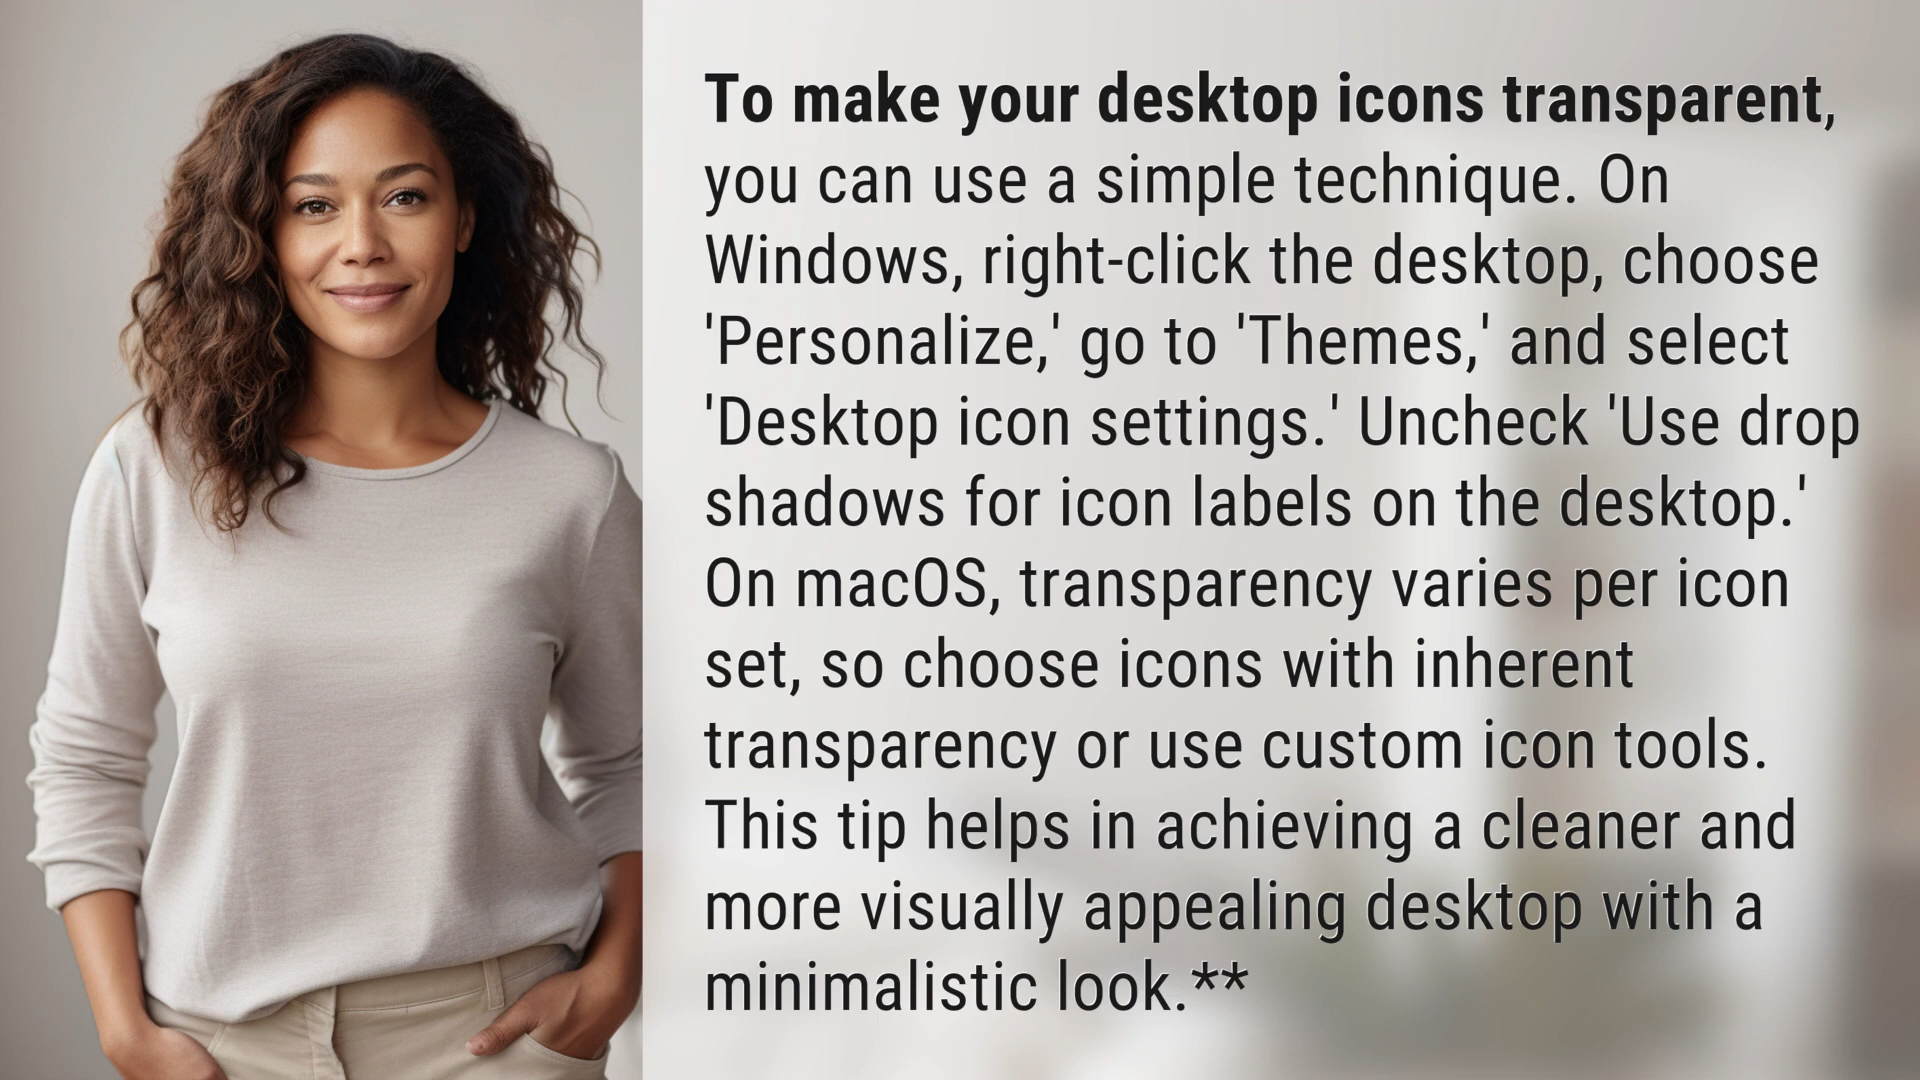 To make your desktop icons transparent,
you can use a simple technique. On
Windows, right-click the desktop, choose
'Personalize,' go to 'Themes,' and select
'Desktop icon settings.' Uncheck 'Use drop
shadows for icon labels on the desktop.'
On macOS, transparency varies per icon
set, so choose icons with inherent
transparency or use custom icon tools.
This tip helps in achieving a cleaner and
more visually appealing desktop with a
minimalistic look.**